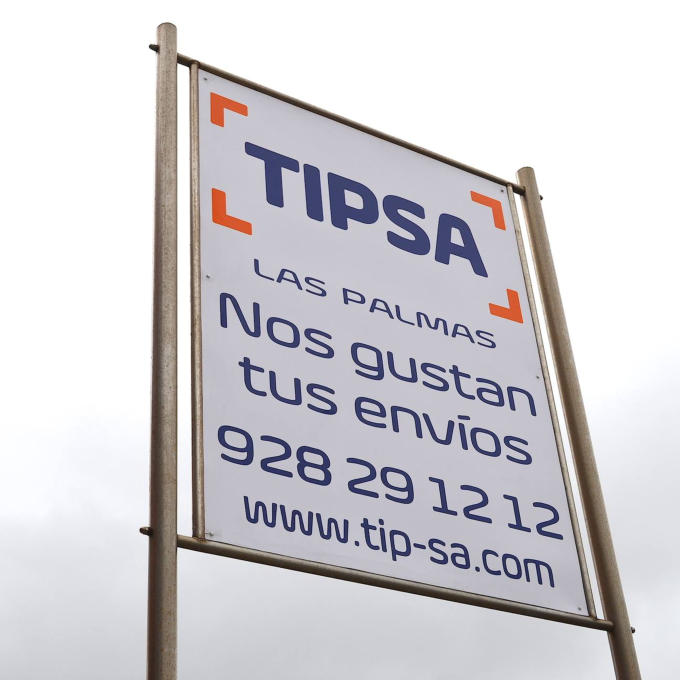 TIPSA
LAS PALMAS
Nos gustan
tus envíos
928 29 12 12
www.tip-sa.com